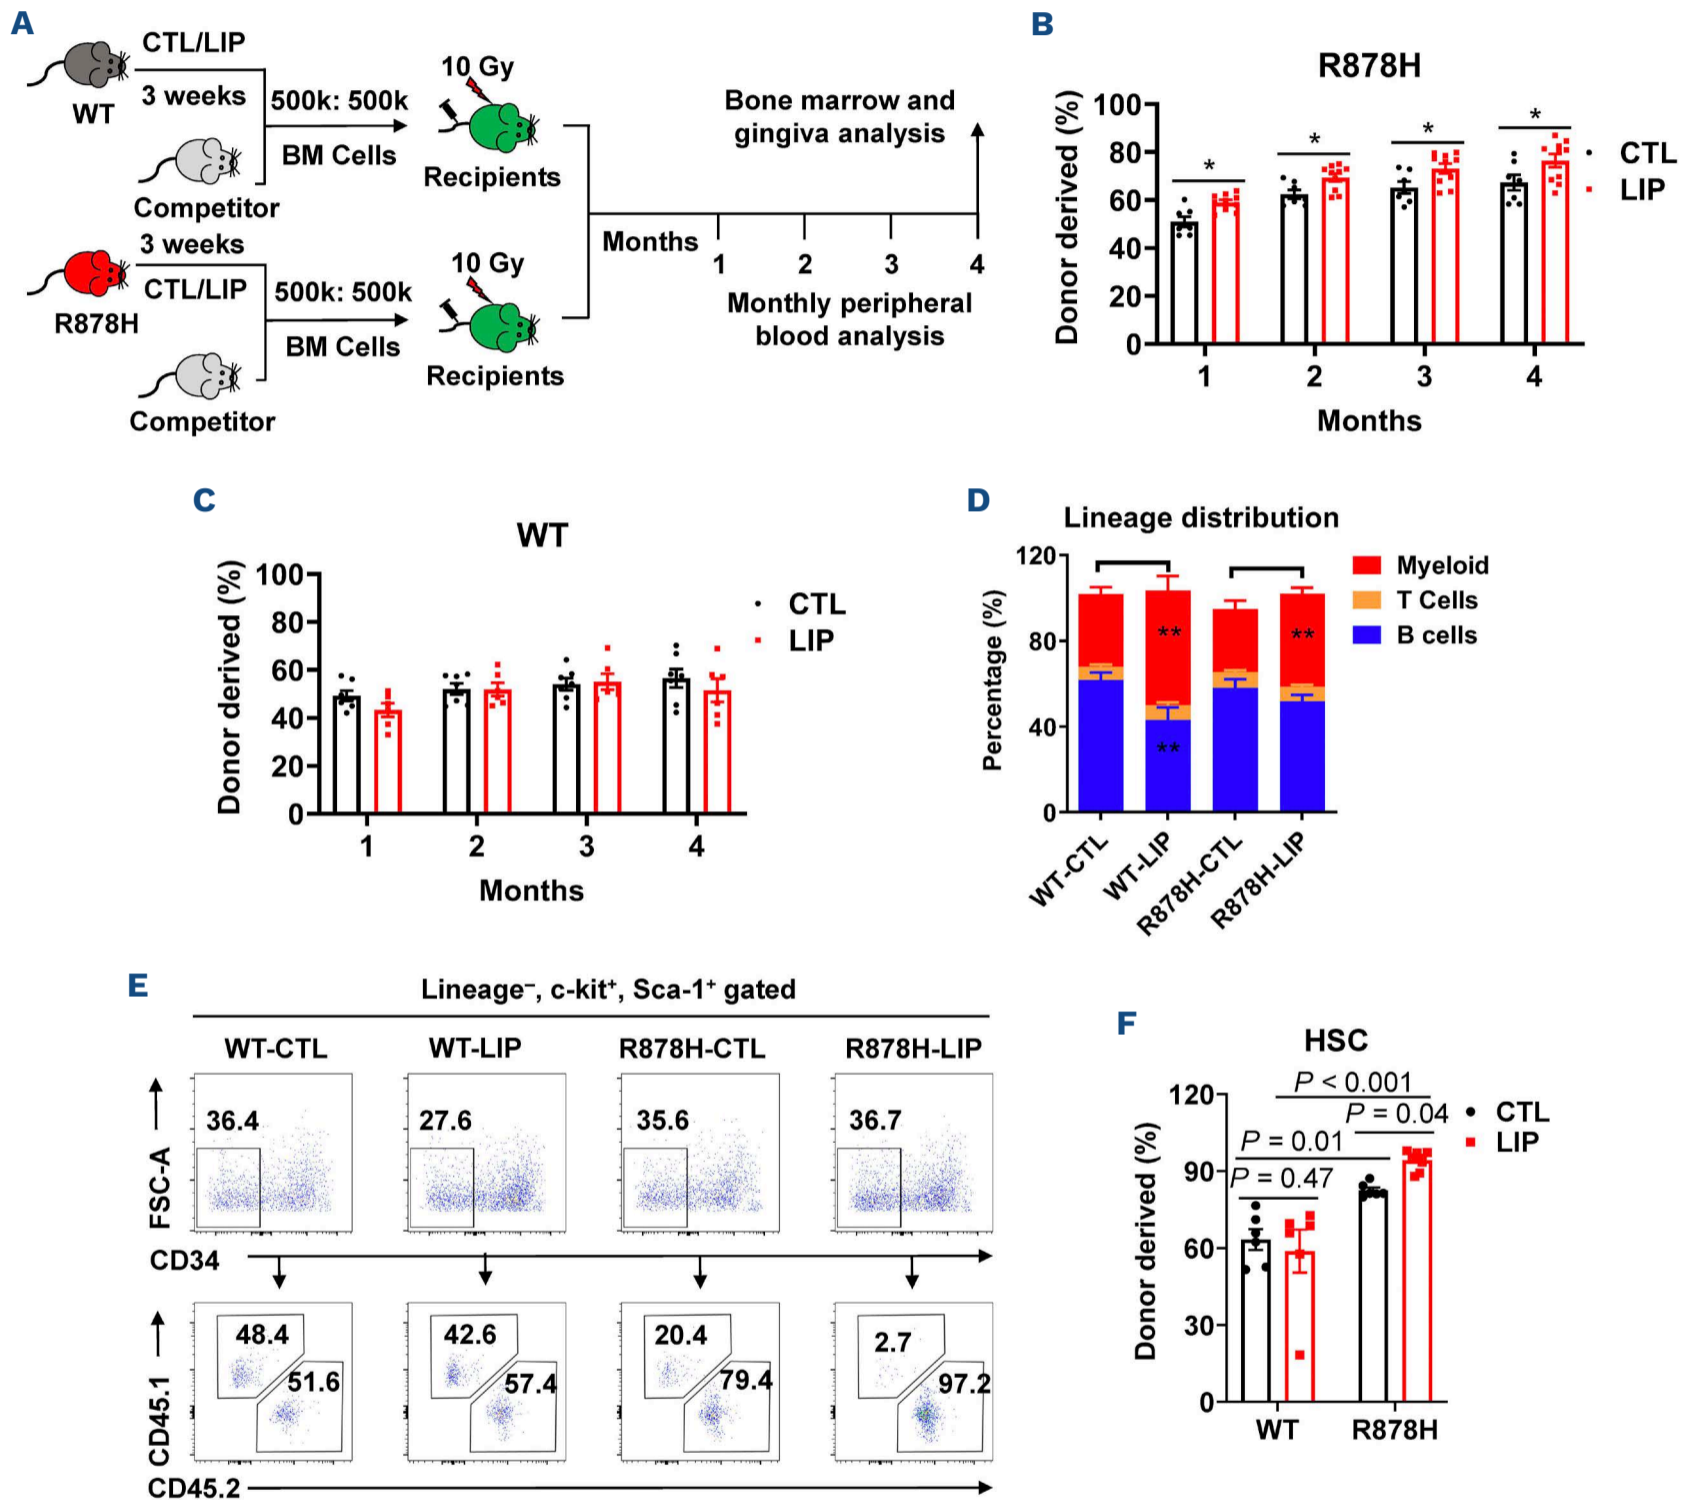 A
CTL/LIP
3 weeks
WT
500k: 500k
BM Cells
Competitor
10 Gy
Recipients
3 weeks
CTL/LIP
R878H
500k: 500k
BM Cells
Competitor
10 Gy
Recipients
Bone marrow and
gingiva analysis
Months
1 2 3 4
Monthly peripheral
blood analysis
B
R878H
Donor derived (%)
100
80
60
40
20
0
* * * *
CTL
LIP
1 2 3 4
Months
C
WT
Donor derived (%)
100
80
60
40
20
0
CTL
LIP
1 2 3 4
Months
D
Lineage distribution
Percentage (%)
120
80
40
0
** **
**
Myeloid
T Cells
B cells
WT-CTL
WT-LIP
R878H-CTL
R878H-LIP
E
Lineage⁻, c-kit⁺, Sca-1⁺ gated
WT-CTL WT-LIP R878H-CTL R878H-LIP
FSC-A
36.4 27.6 35.6 36.7
CD34
CD45.1
48.4 42.6 20.4 2.7
51.6 57.4 79.4 97.2
CD45.2
F
HSC
Donor derived (%)
120
90
60
30
0
P < 0.001
P = 0.04
P = 0.01
P = 0.47
CTL
LIP
WT R878H